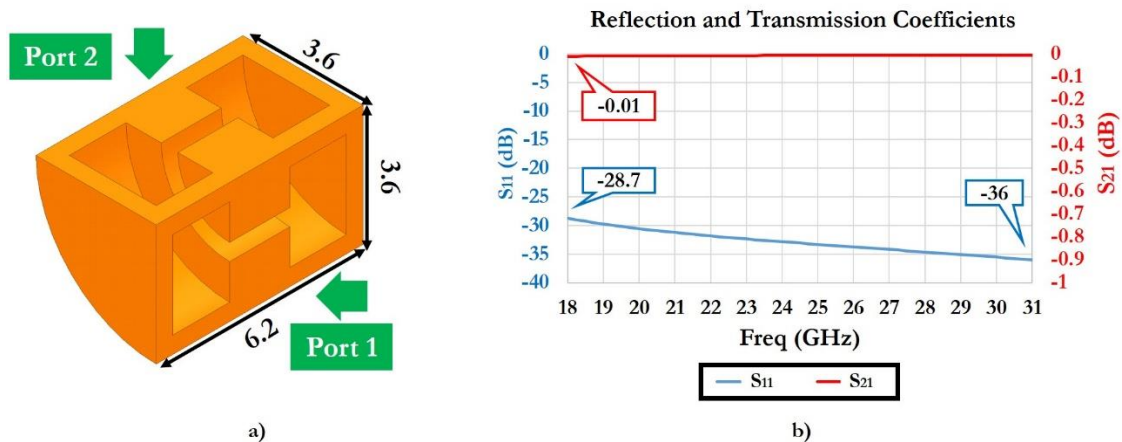 Port 2
3.6
3.6
6.2
Port 1
a)
Reflection and Transmission Coefficients
S11 (dB)
0
-5
-10
-15
-20
-25
-30
-35
-40
-0.01
-28.7
-36
0
-0.1
-0.2
-0.3
-0.4
-0.5
-0.6
-0.7
-0.8
-0.9
-1
S21 (dB)
18 19 20 21 22 23 24 25 26 27 28 29 30 31
Freq (GHz)
S11 S21
b)